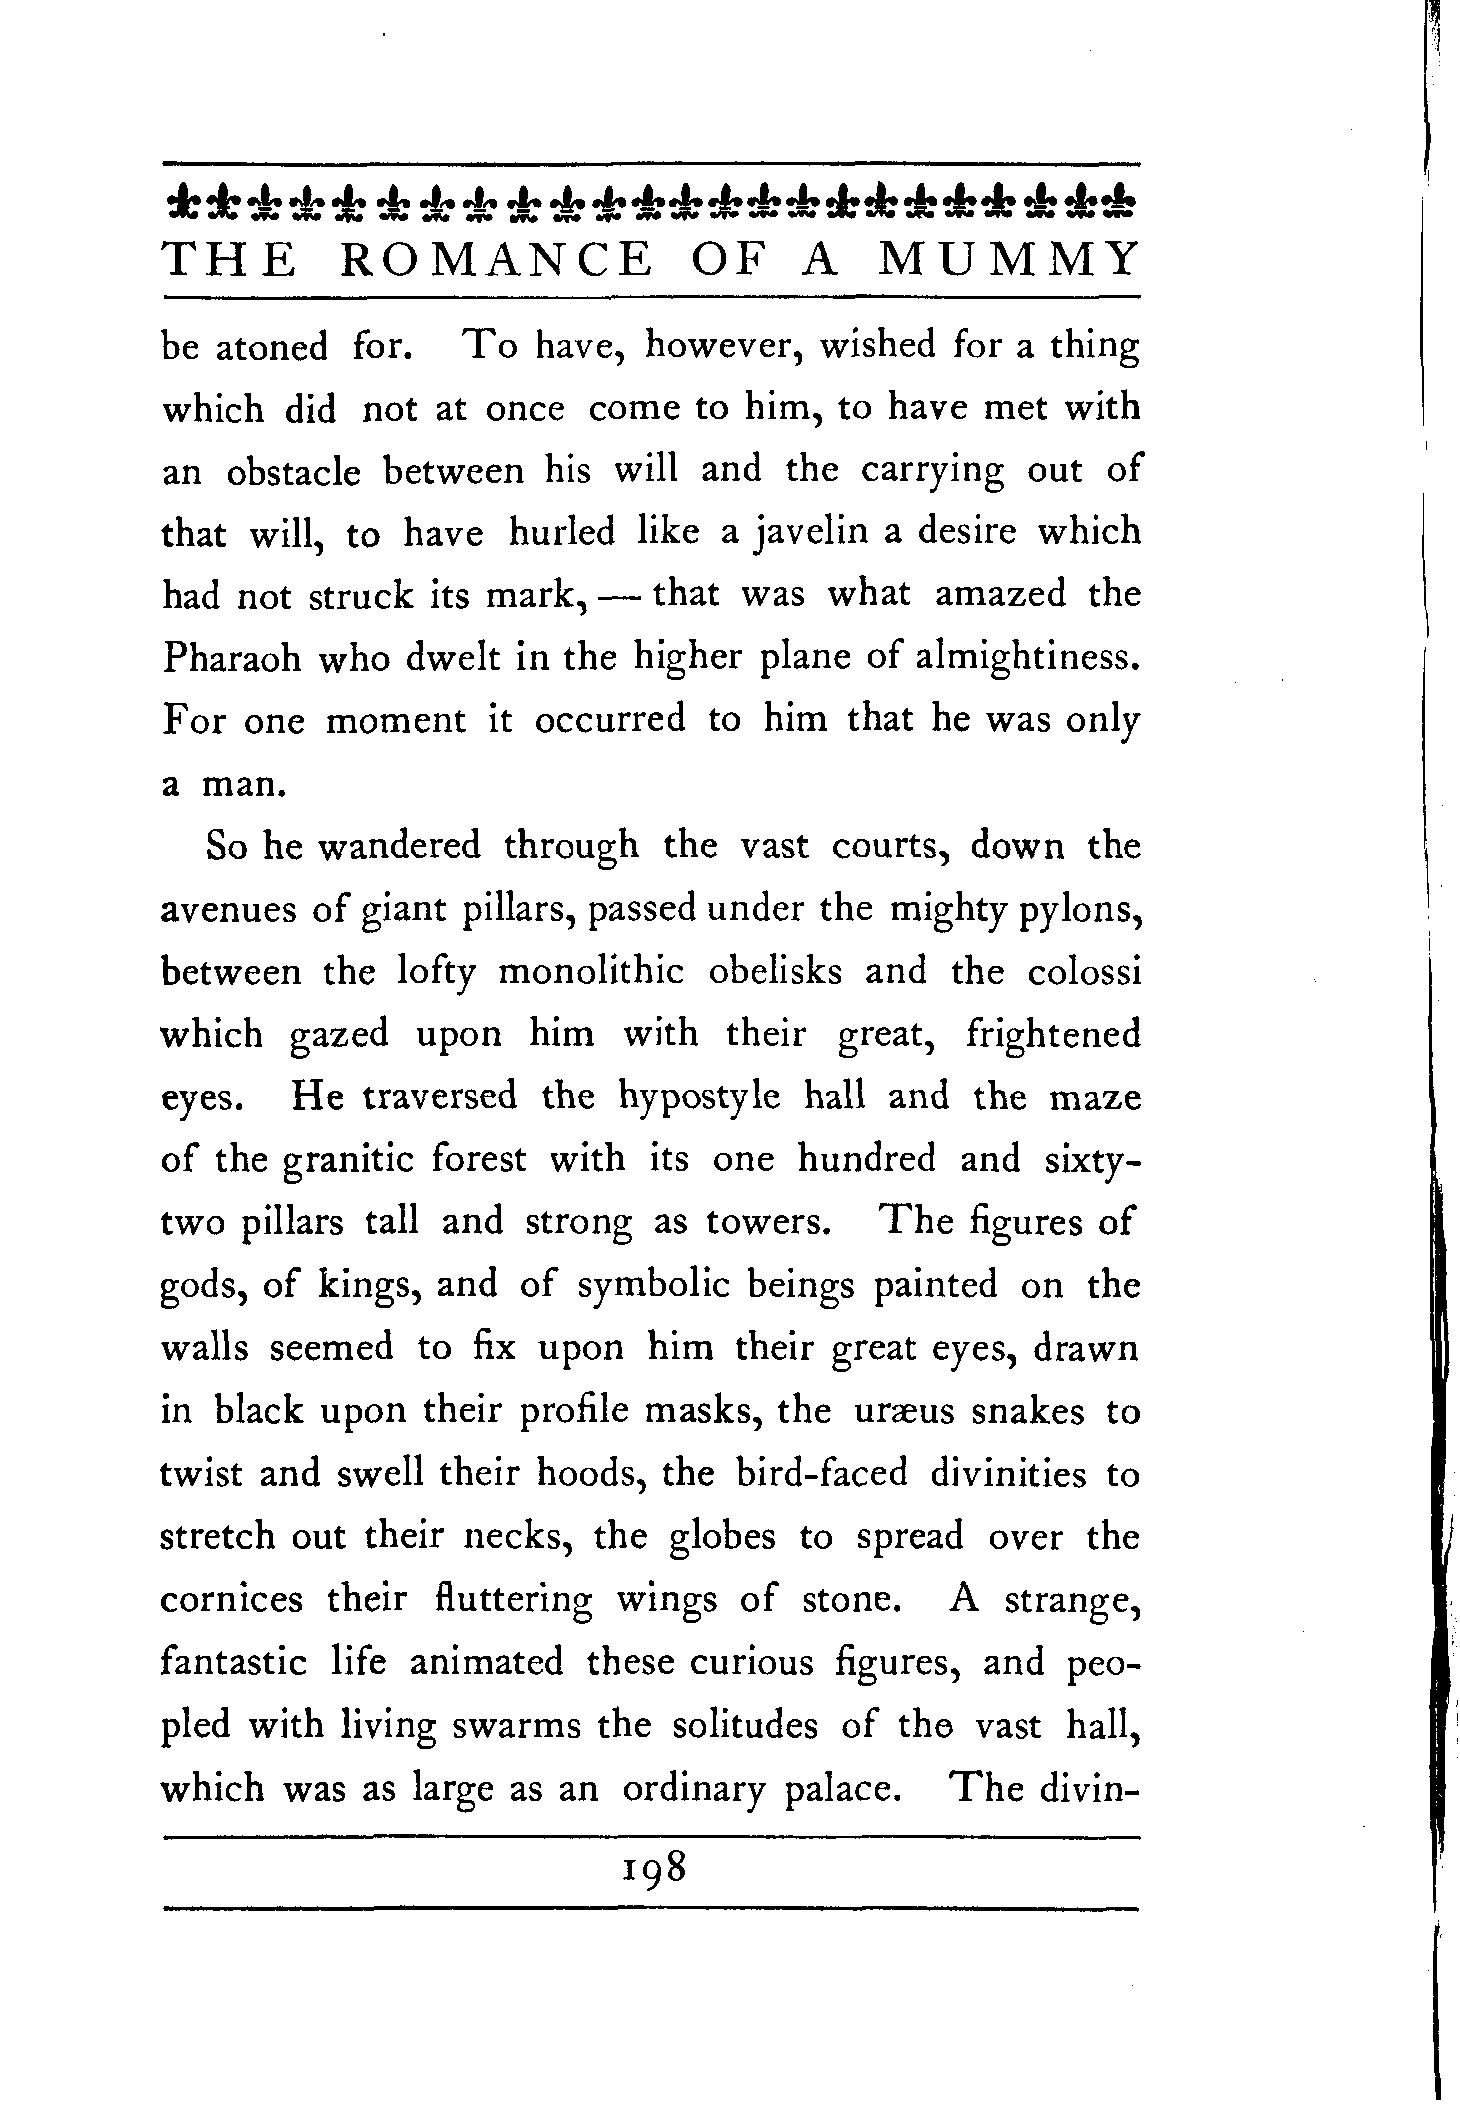 THE ROMANCE OF A MUMMY
be atoned for. To have, however, wished for a thing
which did not at once come to him, to have met with
an obstacle between his will and the carrying out of
that will, to have hurled like a javelin a desire which
had not struck its mark, — that was what amazed the
Pharaoh who dwelt in the higher plane of almightiness.
For one moment it occurred to him that he was only
a man.
So he wandered through the vast courts, down the
avenues of giant pillars, passed under the mighty pylons,
between the lofty monolithic obelisks and the colossi
which gazed upon him with their great, frightened
eyes. He traversed the hypostyle hall and the maze
of the granitic forest with its one hundred and sixty-
two pillars tall and strong as towers. The figures of
gods, of kings, and of symbolic beings painted on the
walls seemed to fix upon him their great eyes, drawn
in black upon their profile masks, the uræus snakes to
twist and swell their hoods, the bird-faced divinities to
stretch out their necks, the globes to spread over the
cornices their fluttering wings of stone. A strange,
fantastic life animated these curious figures, and peo-
pled with living swarms the solitudes of the vast hall,
which was as large as an ordinary palace. The divin-
198